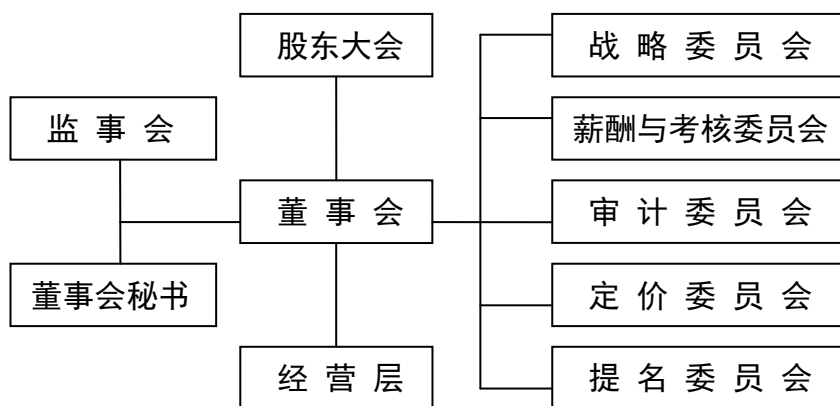 股东大会
战略委员会
监事会
薪酬与考核委员会
董事会
审计委员会
董事会秘书
定价委员会
经营层
提名委员会